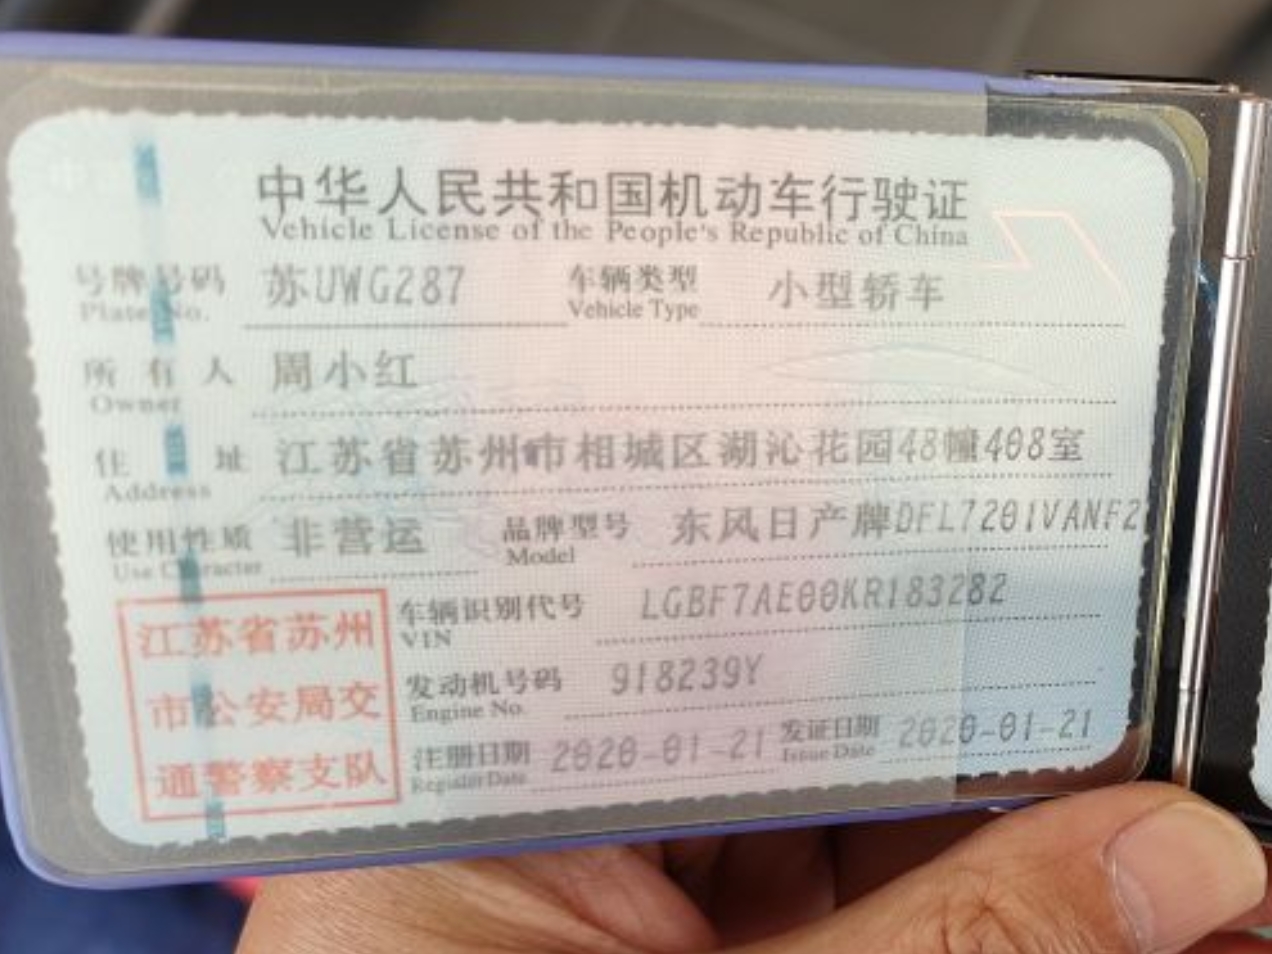 中华人民共和国机动车行驶证
Vehicle License of the People's Republic of China
号牌号码 苏UWG287 车辆类型 小型轿车
Plate No. Vehicle Type
所有人 周小红
Owner
住址 江苏省苏州市相城区湖沁花园48幢408室
Address
使用性质 非营运 品牌型号 东风日产牌DFL7201VANF2
Use Character Model
江苏省苏州 车辆识别代号 LGBF7AE00KR183282
VIN
市公安局交 发动机号码 918239Y
Engine No.
通警察支队 注册日期 2020-01-21 发证日期 2020-01-21
Register Date Issue Date